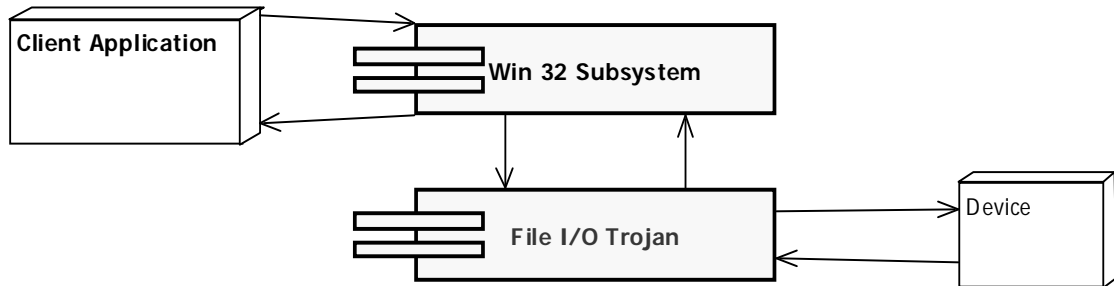 Client Application
Win 32 Subsystem
File I/O Trojan
Device